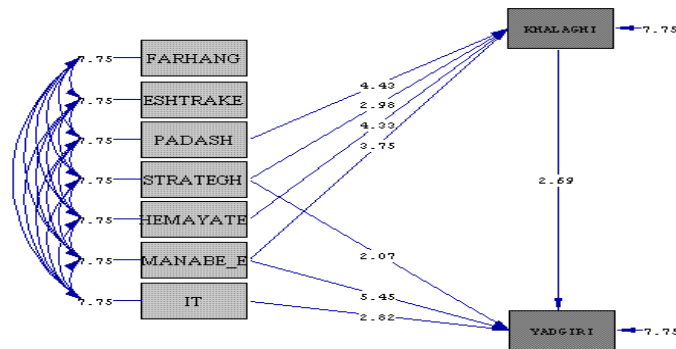 KHALAGHI
7.75
7.75
FARHANG
7.75
ESHTRAKE
4.43
2.98
7.75
PADASH
4.33
3.75
7.75
STRATEGH
2.69
7.75
HEMAYATE
2.07
7.75
MANABE_E
5.45
7.75
IT
2.82
YADGIRI
7.75